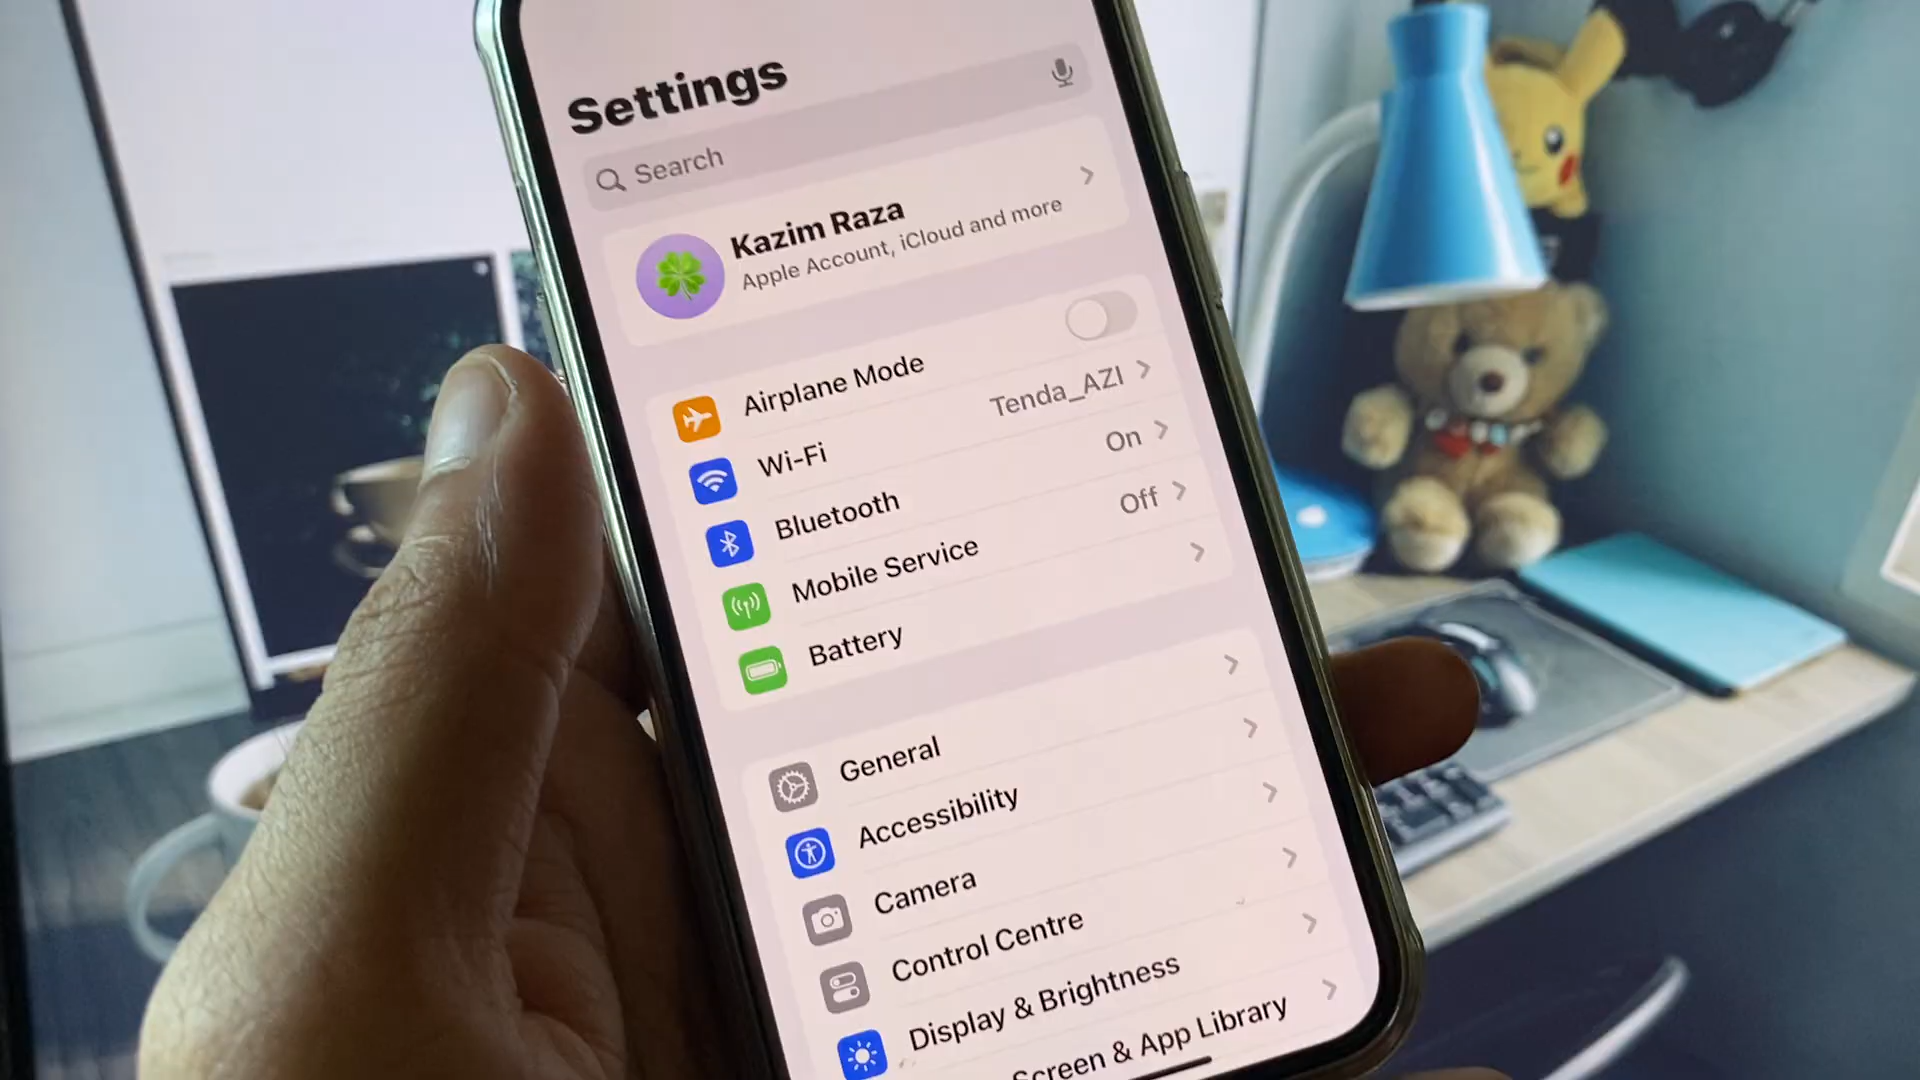 Settings
Search
Kazim Raza
Apple Account, iCloud and more
Airplane Mode
Wi-Fi
Tenda_AZI
Bluetooth
On
Mobile Service
Off
Battery
General
Accessibility
Camera
Control Centre
Display & Brightness
Screen & App Library